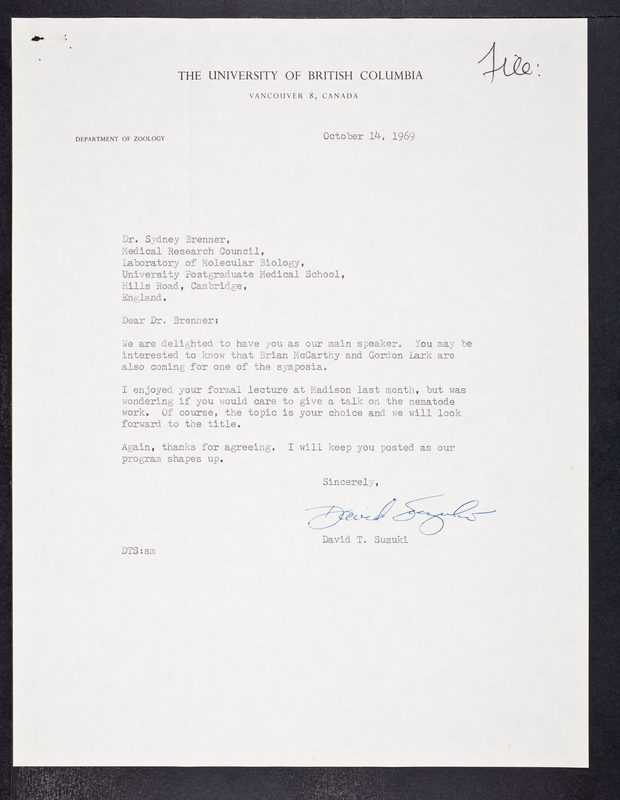 File:
THE UNIVERSITY OF BRITISH COLUMBIA
VANCOUVER 8, CANADA
DEPARTMENT OF ZOOLOGY
October 14, 1969
Dr. Sydney Brenner,
Medical Research Council,
Laboratory of Molecular Biology,
University Postgraduate Medical School,
Hills Road, Cambridge,
England.
Dear Dr. Brenner:
We are delighted to have you as our main speaker. You may be
interested to know that Brian McCarthy and Gordon Lark are
also coming for one of the symposia.
I enjoyed your formal lecture at Madison last month, but was
wondering if you would care to give a talk on the nematode
work. Of course, the topic is your choice and we will look
forward to the title.
Again, thanks for agreeing. I will keep you posted as our
program shapes up.
Sincerely,
David Suzuki
David T. Suzuki
DTS:sm